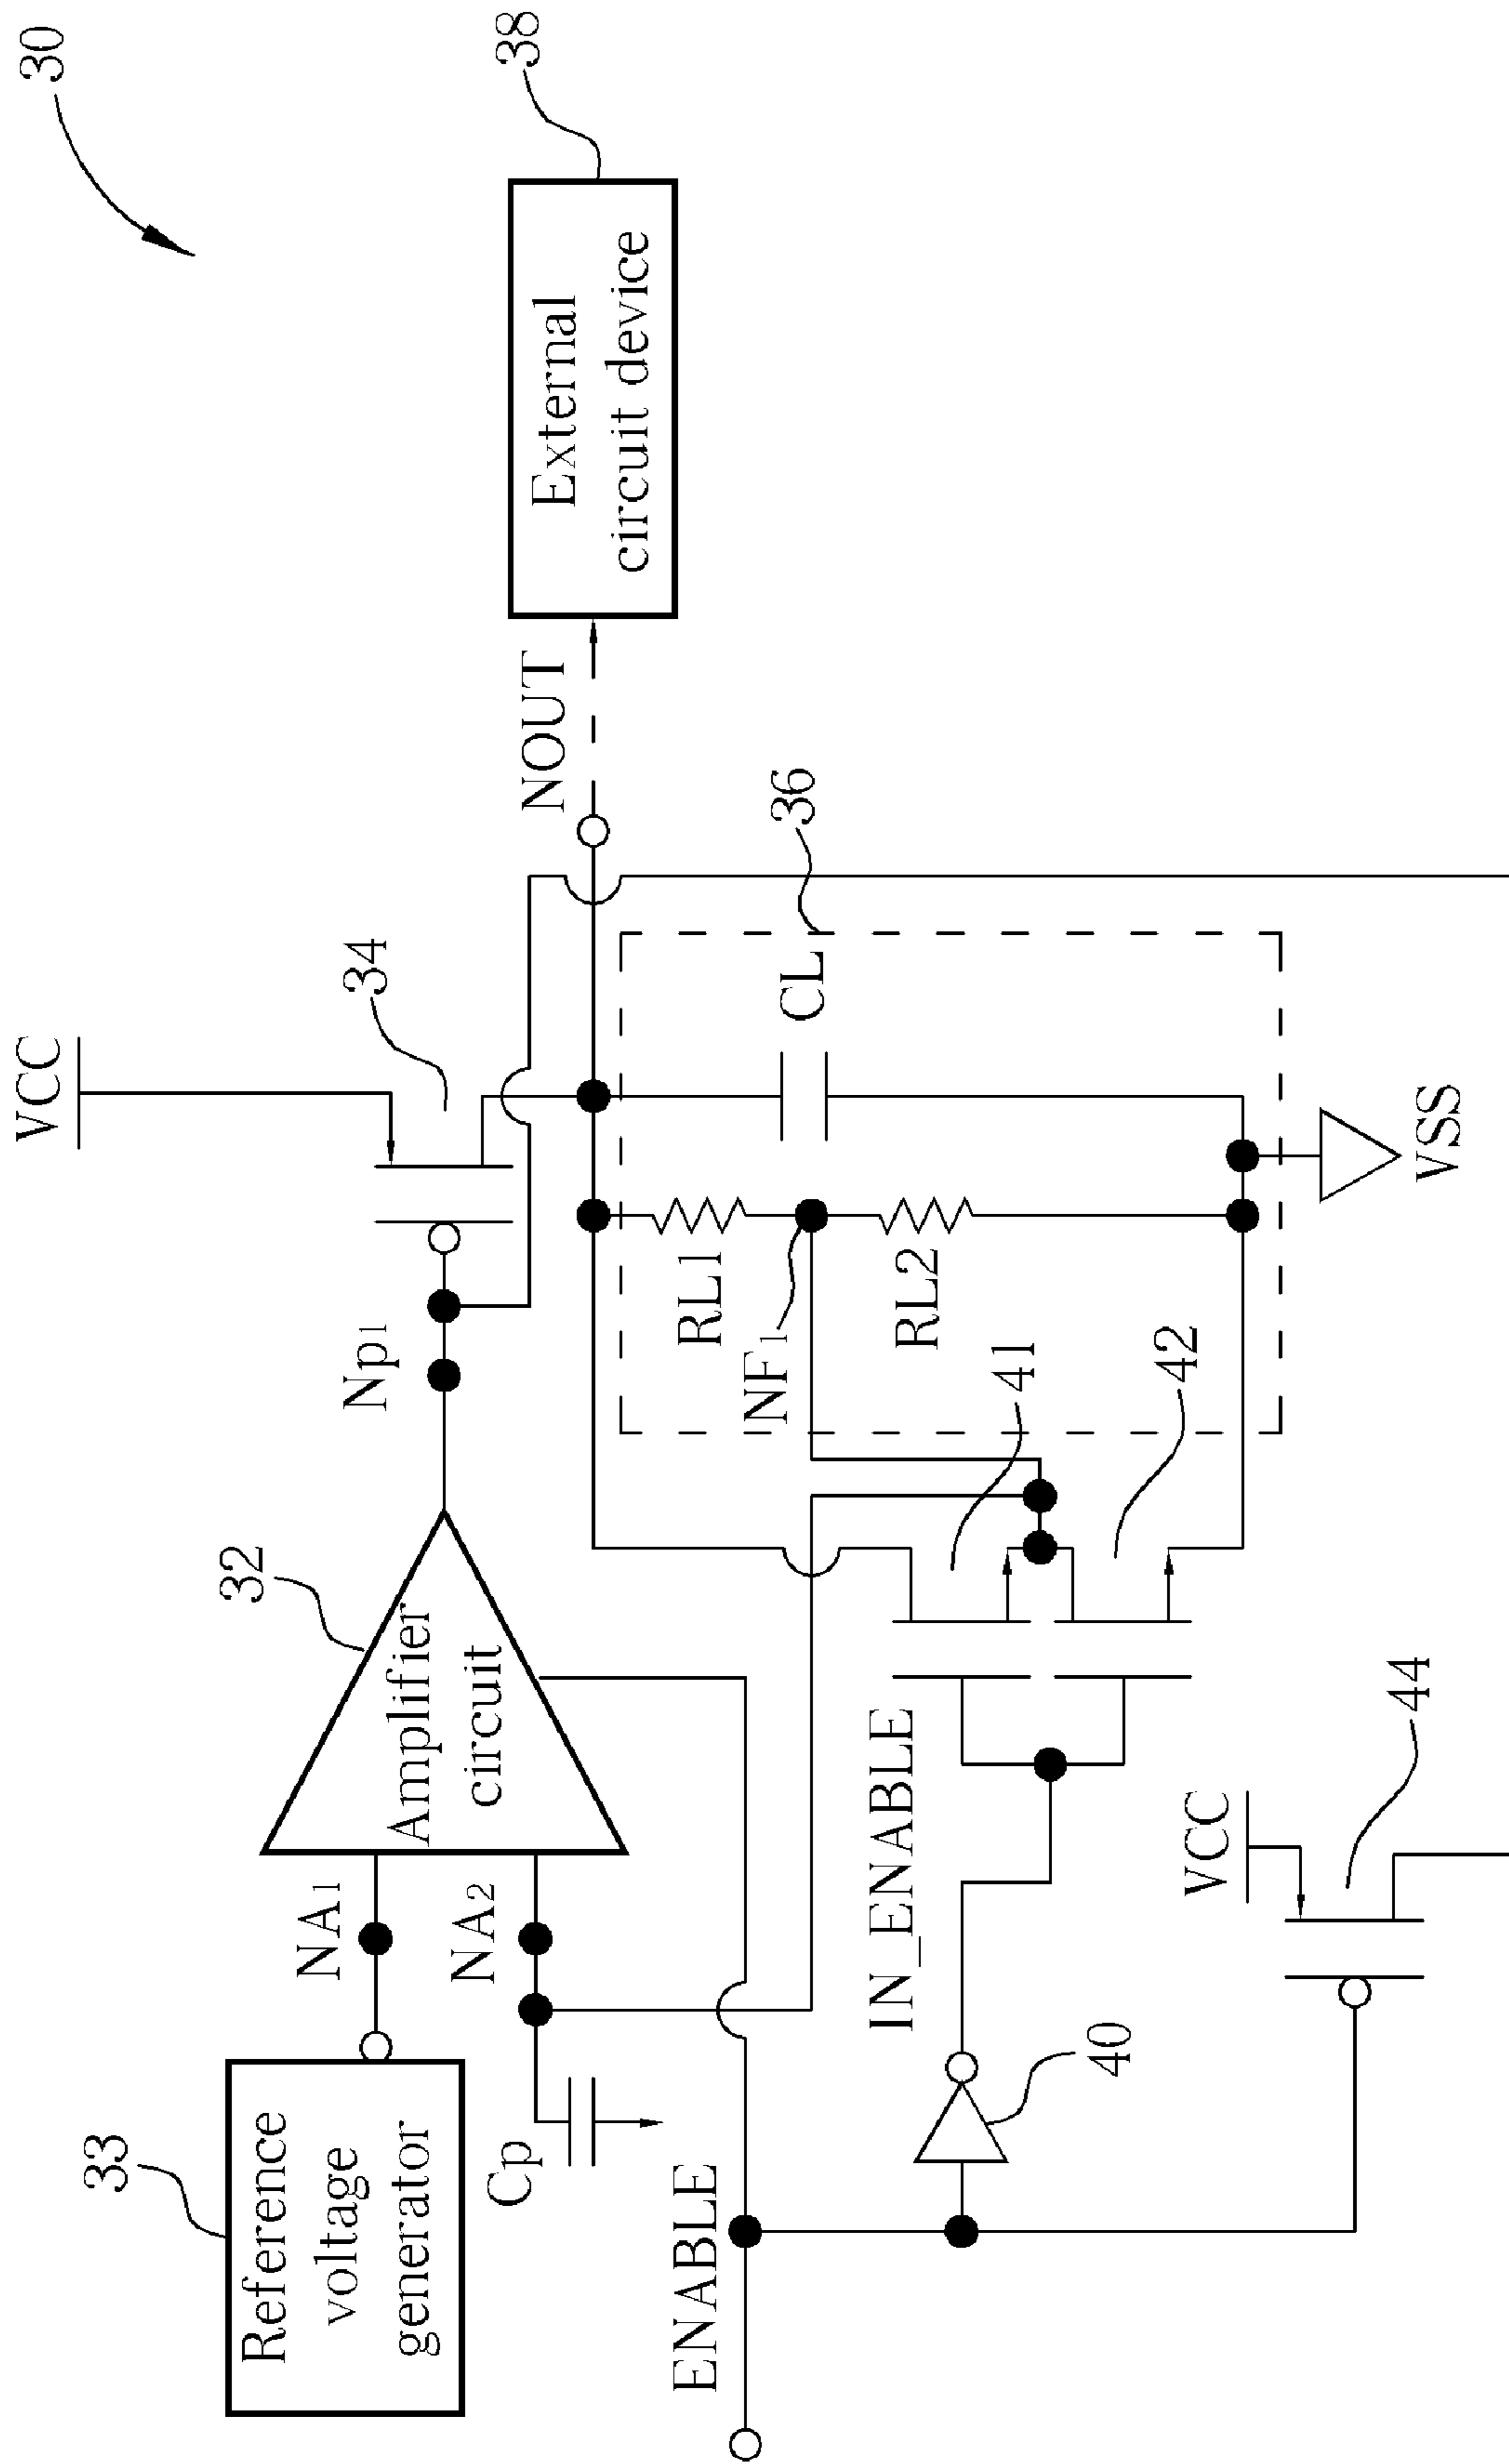 30
VCC
34
32
Np1
33
Reference
voltage
generator
NA1
NA2
Amplifier
circuit
Cp
NOUT
External
circuit device
38
36
CL
RL1
NF1
RL2
ENABLE
IN_ENABLE
41
42
40
VCC
44
VSS